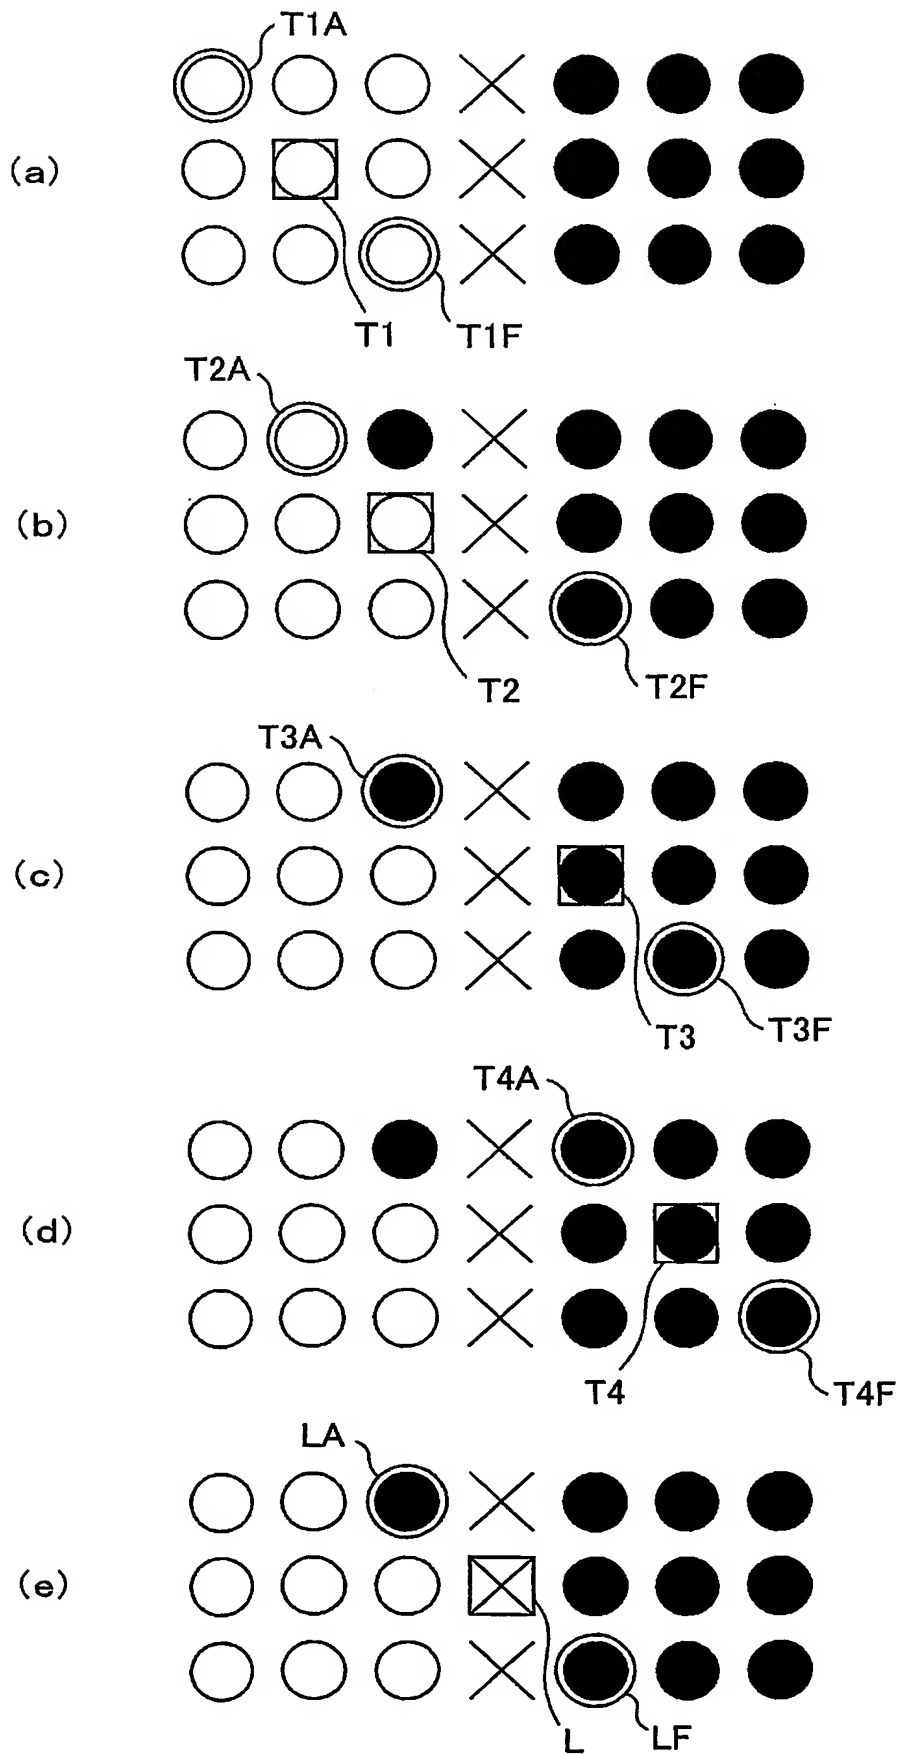 T1A
(a)
T1 T1F
T2A
(b)
T2 T2F
T3A
(c)
T3 T3F
T4A
(d)
T4 T4F
LA
(e)
L LF